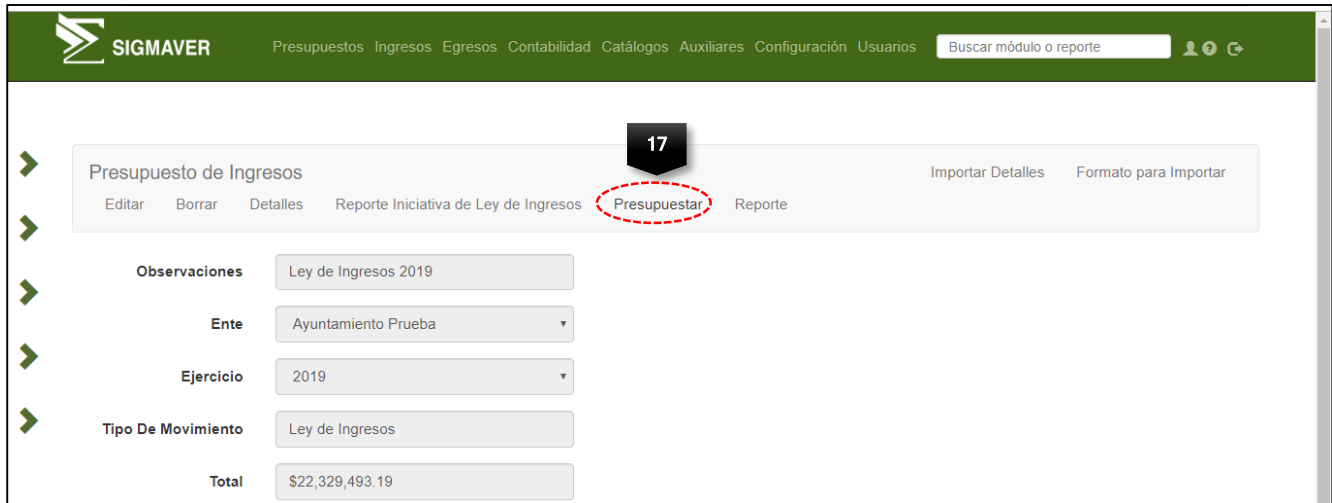 SIGMAVER Presupuestos Ingresos Egresos Contabilidad Catálogos Auxiliares Configuración Usuarios Buscar módulo o reporte
17
Presupuesto de Ingresos Importar Detalles Formato para Importar
Editar Borrar Detalles Reporte Iniciativa de Ley de Ingresos Presupuestar Reporte
Observaciones Ley de Ingresos 2019
Ente Ayuntamiento Prueba
Ejercicio 2019
Tipo De Movimiento Ley de Ingresos
Total $22,329,493.19